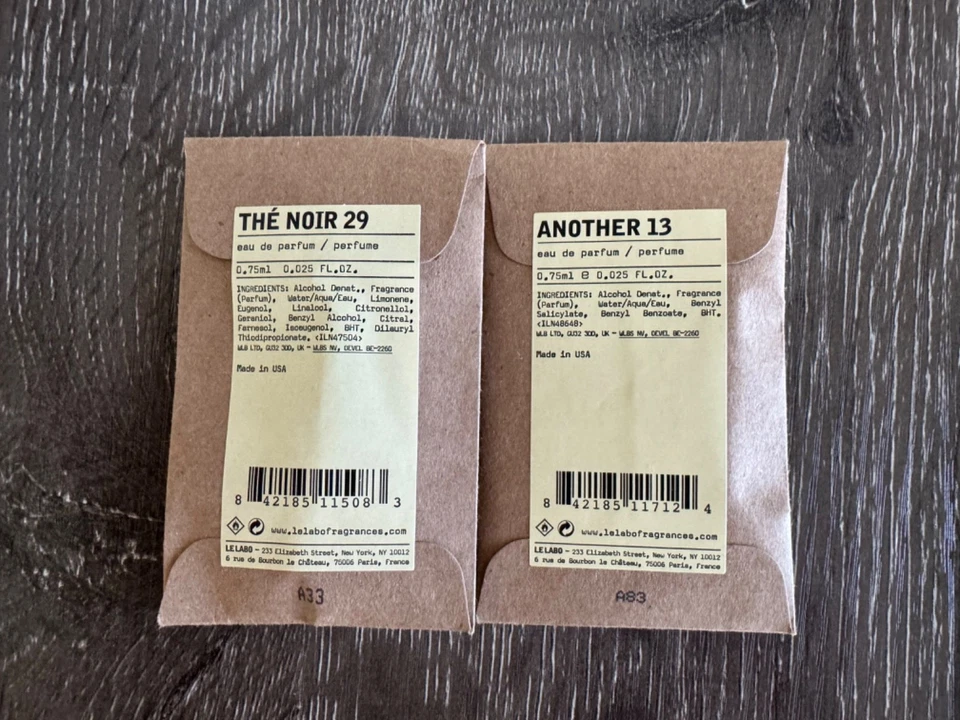 THÉ NOIR 29
eau de parfum / perfume
0.75ml 0.025 FL.OZ.
INGREDIENTS: Alcohol Denat., Fragrance
(Parfum), Water/Aqua/Eau, Limonene,
Eugenol, Linalool, Citronellol,
Geraniol, Benzyl Alcohol, Citral,
Farnesol, Isoeugenol, BHT, Dilauryl
Thiodipropionate. <ILN47504>
WLB LTD, GU12 3DD, UK – WLBS NV, DEVEL BE-2260
Made in USA
8 42185 11508 3
www.lelabofragrances.com
LE LABO – 233 Elizabeth Street, New York, NY 10012
6 rue de Bourbon le Château, 75006 Paris, France
A33
ANOTHER 13
eau de parfum / perfume
0.75ml e 0.025 FL.OZ.
INGREDIENTS: Alcohol Denat., Fragrance
(Parfum), Water/Aqua/Eau, Benzyl
Salicylate, Benzyl Benzoate, BHT.
<ILN4B64B>
WLB LTD, GU12 3DD, UK – WLBS NV, DEVEL BE-2260
Made in USA
8 42185 11712 4
www.lelabofragrances.com
LE LABO – 233 Elizabeth Street, New York, NY 10012
6 rue de Bourbon le Château, 75006 Paris, France
A83